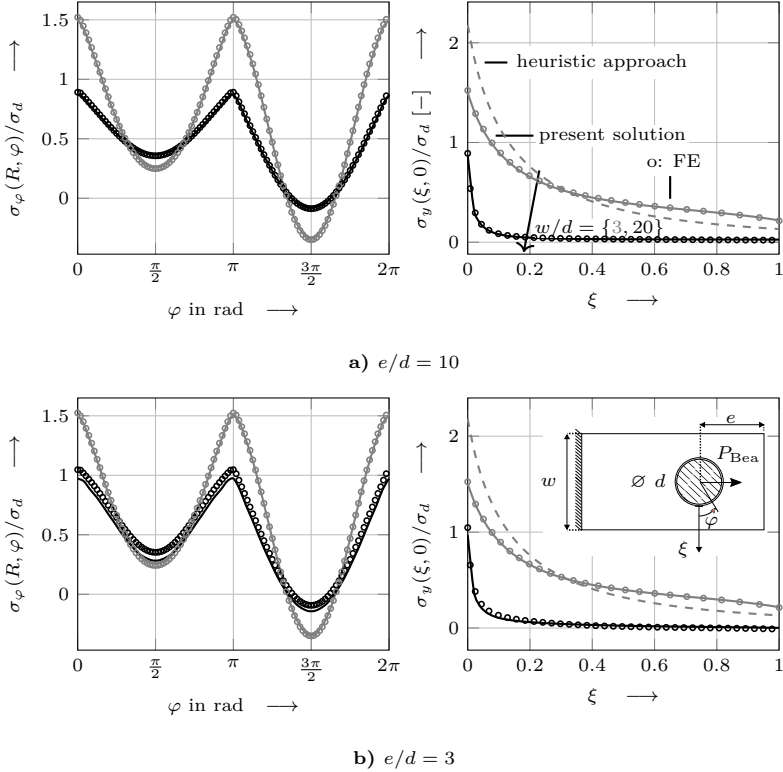 1.5
1
0.5
0
σφ(R, φ)/σd ⟶
0 π/2 π 3π/2 2π
φ in rad ⟶
2
1
0
σy(ξ, 0)/σd [−] ⟶
heuristic approach
present solution
o: FE
w/d = {3, 20}
0 0.2 0.4 0.6 0.8 1
ξ ⟶
a) e/d = 10
1.5
1
0.5
0
σφ(R, φ)/σd ⟶
0 π/2 π 3π/2 2π
φ in rad ⟶
2
1
0
σy(ξ, 0)/σd ⟶
e
w
∅ d
PBea
φ
ξ
0 0.2 0.4 0.6 0.8 1
ξ ⟶
b) e/d = 3